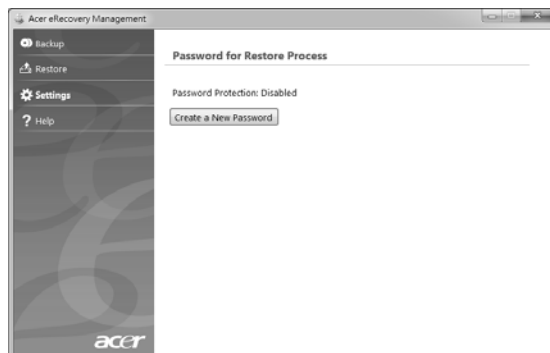 Acer eRecovery Management
Backup
Restore
Settings
? Help
Password for Restore Process
Password Protection: Disabled
Create a New Password
acer